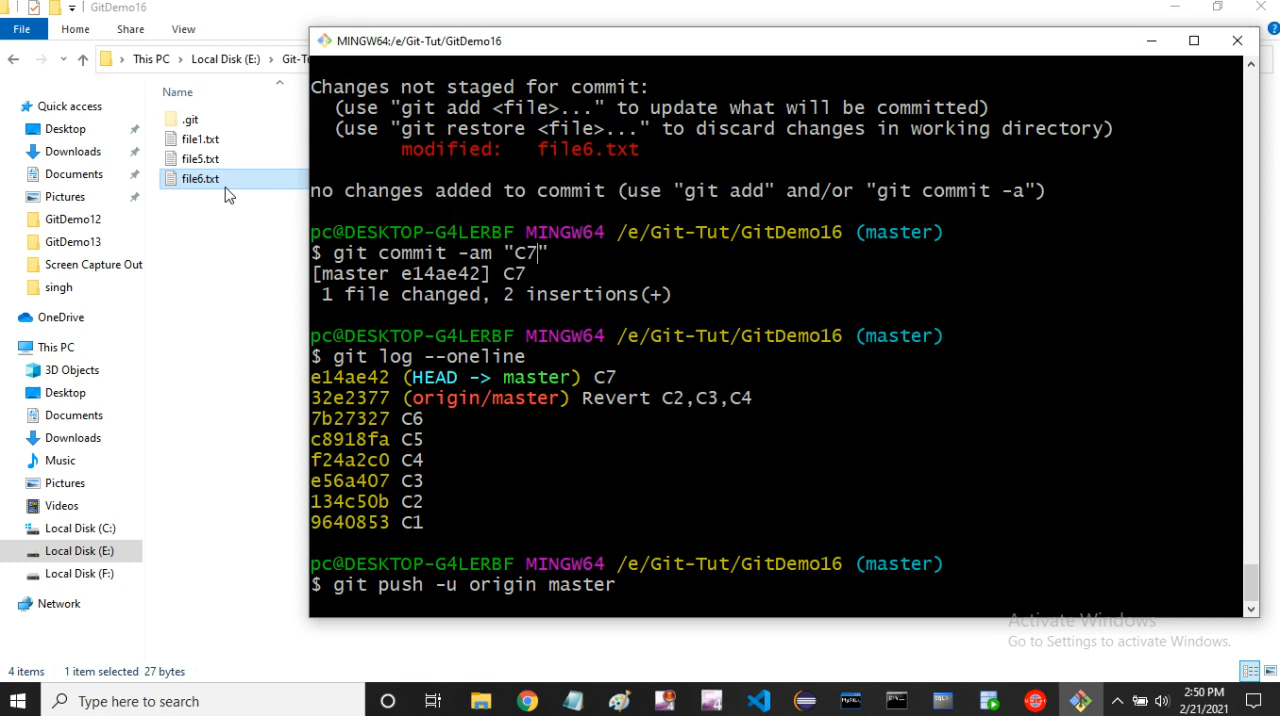 GitDemo16
File Home Share View
This PC Local Disk (E:) Git-T
Name
Quick access
Desktop
Downloads
Documents
Pictures
GitDemo12
GitDemo13
Screen Capture Out
singh
OneDrive
This PC
3D Objects
Desktop
Documents
Downloads
Music
Pictures
Videos
Local Disk (C:)
Local Disk (E:)
Local Disk (F:)
Network
.git
file1.txt
file5.txt
file6.txt
4 items 1 item selected 27 bytes
MINGW64:/e/Git-Tut/GitDemo16
Changes not staged for commit:
(use "git add <file>..." to update what will be committed)
(use "git restore <file>..." to discard changes in working directory)
modified: file6.txt
no changes added to commit (use "git add" and/or "git commit -a")
pc@DESKTOP-G4LERBF MINGW64 /e/Git-Tut/GitDemo16 (master)
$ git commit -am "C7"
[master e14ae42] C7
1 file changed, 2 insertions(+)
pc@DESKTOP-G4LERBF MINGW64 /e/Git-Tut/GitDemo16 (master)
$ git log --oneline
e14ae42 (HEAD -> master) C7
32e2377 (origin/master) Revert C2,C3,C4
7b27327 C6
c8918fa C5
f24a2c0 C4
e56a407 C3
134c50b C2
9640853 C1
pc@DESKTOP-G4LERBF MINGW64 /e/Git-Tut/GitDemo16 (master)
$ git push -u origin master
Activate Windows
Go to Settings to activate Windows.
Type here to search
2:50 PM
2/21/2021